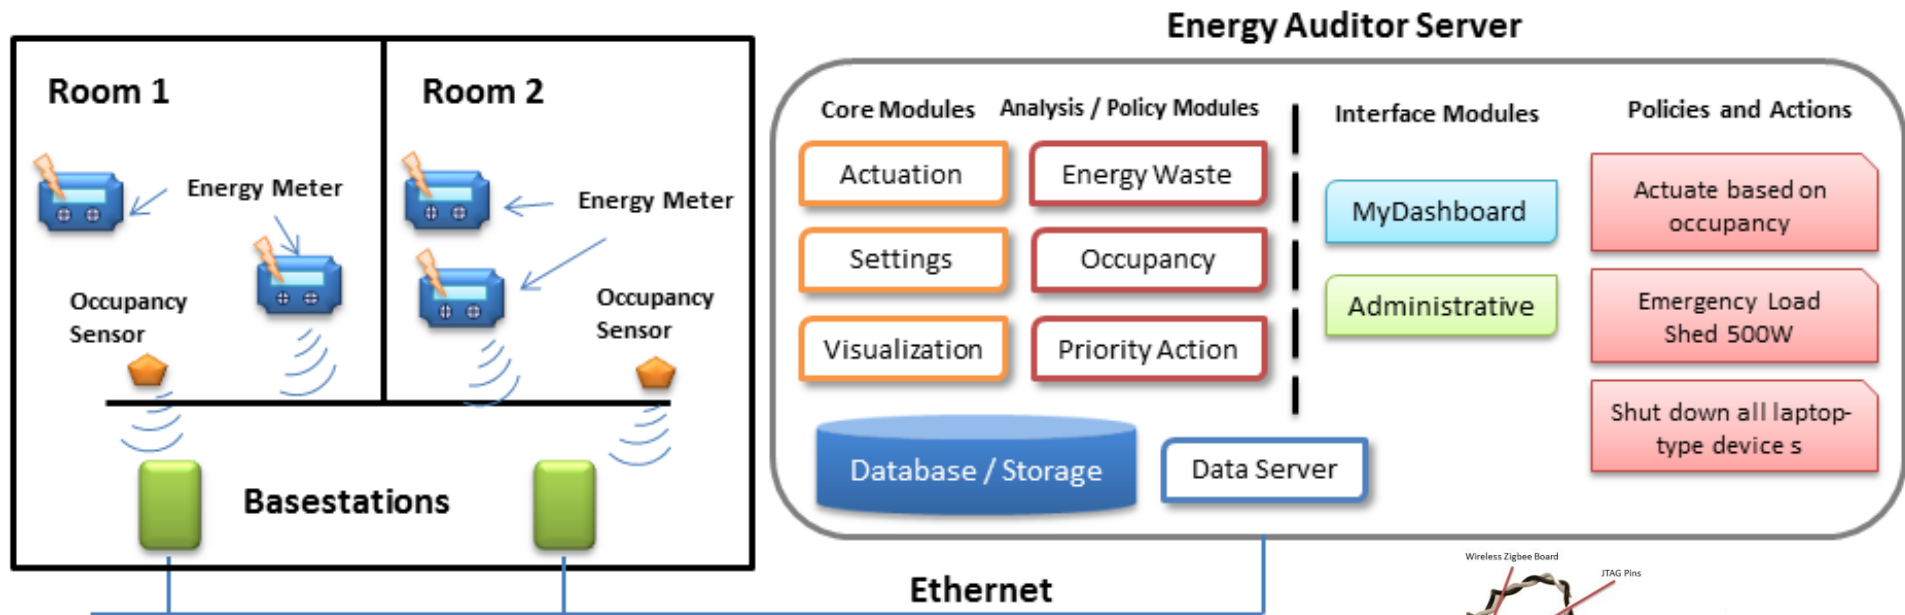 Energy Auditor Server
Room 1
Room 2
Energy Meter
Energy Meter
Occupancy
Sensor
Occupancy
Sensor
Basestations
Core Modules
Analysis / Policy Modules
Interface Modules
Policies and Actions
Actuation
Energy Waste
Settings
Occupancy
Visualization
Priority Action
MyDashboard
Administrative
Actuate based on
occupancy
Emergency Load
Shed 500W
Shut down all laptop-
type device s
Database / Storage
Data Server
Ethernet
Wireless Zigbee Board
JTAG Pins